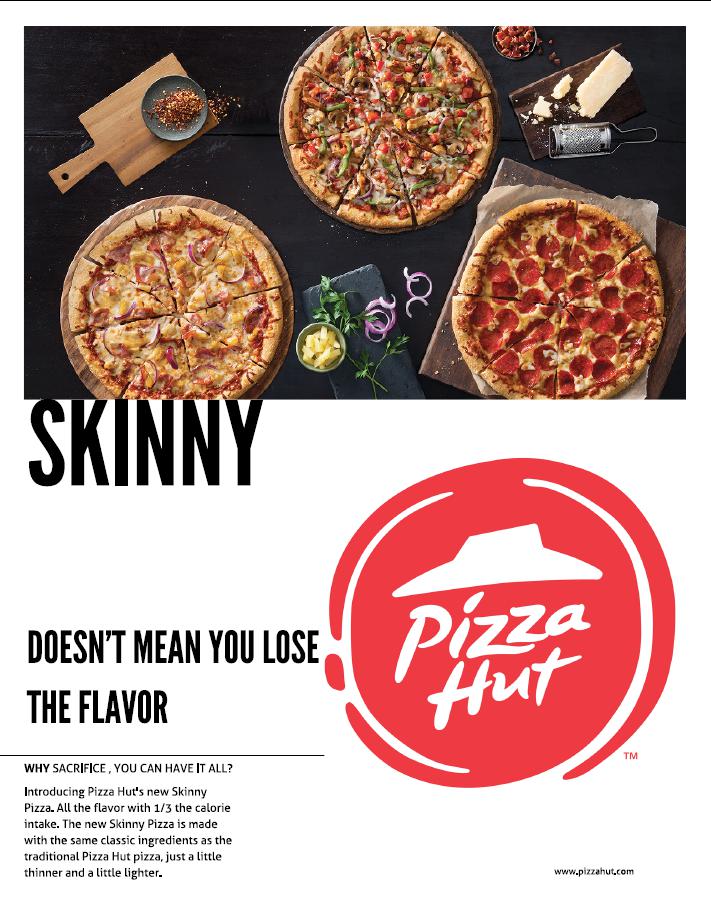 SKINNY
DOESN'T MEAN YOU LOSE
THE FLAVOR
Pizza
Hut
TM
WHY SACRIFICE , YOU CAN HAVE IT ALL?
Introducing Pizza Hut's new Skinny
Pizza. All the flavor with 1/3 the calorie
intake. The new Skinny Pizza is made
with the same classic ingredients as the
traditional Pizza Hut pizza, just a little
thinner and a little lighter.
www.pizzahut.com